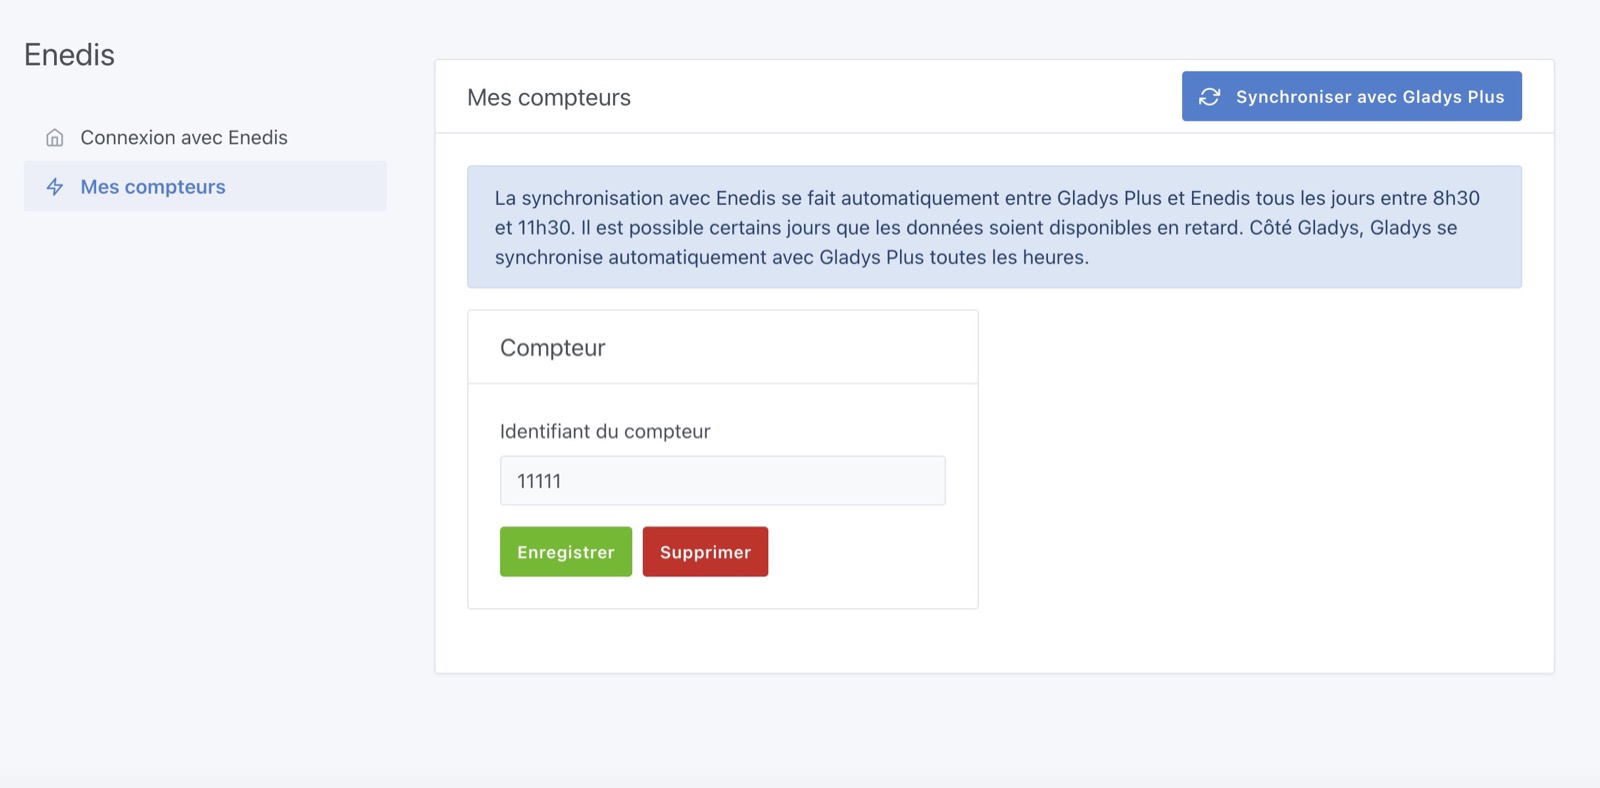 Enedis
Connexion avec Enedis
Mes compteurs
Mes compteurs
Synchroniser avec Gladys Plus
La synchronisation avec Enedis se fait automatiquement entre Gladys Plus et Enedis tous les jours entre 8h30
et 11h30. Il est possible certains jours que les données soient disponibles en retard. Côté Gladys, Gladys se
synchronise automatiquement avec Gladys Plus toutes les heures.
Compteur
Identifiant du compteur
11111
Enregistrer
Supprimer